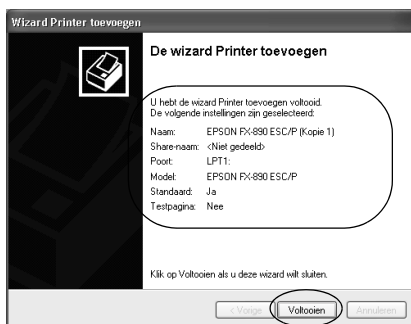 Wizard Printer toevoegen
De wizard Printer toevoegen
U hebt de wizard Printer toevoegen voltooid.
De volgende instellingen zijn geselecteerd:
Naam: EPSON FX-890 ESC/P (Kopie 1)
Share-naam: <Niet gedeeld>
Poort: LPT1:
Model: EPSON FX-890 ESC/P
Standaard: Ja
Testpagina: Nee
Klik op Voltooien als u deze wizard wilt sluiten.
< Vorige Voltooien Annuleren